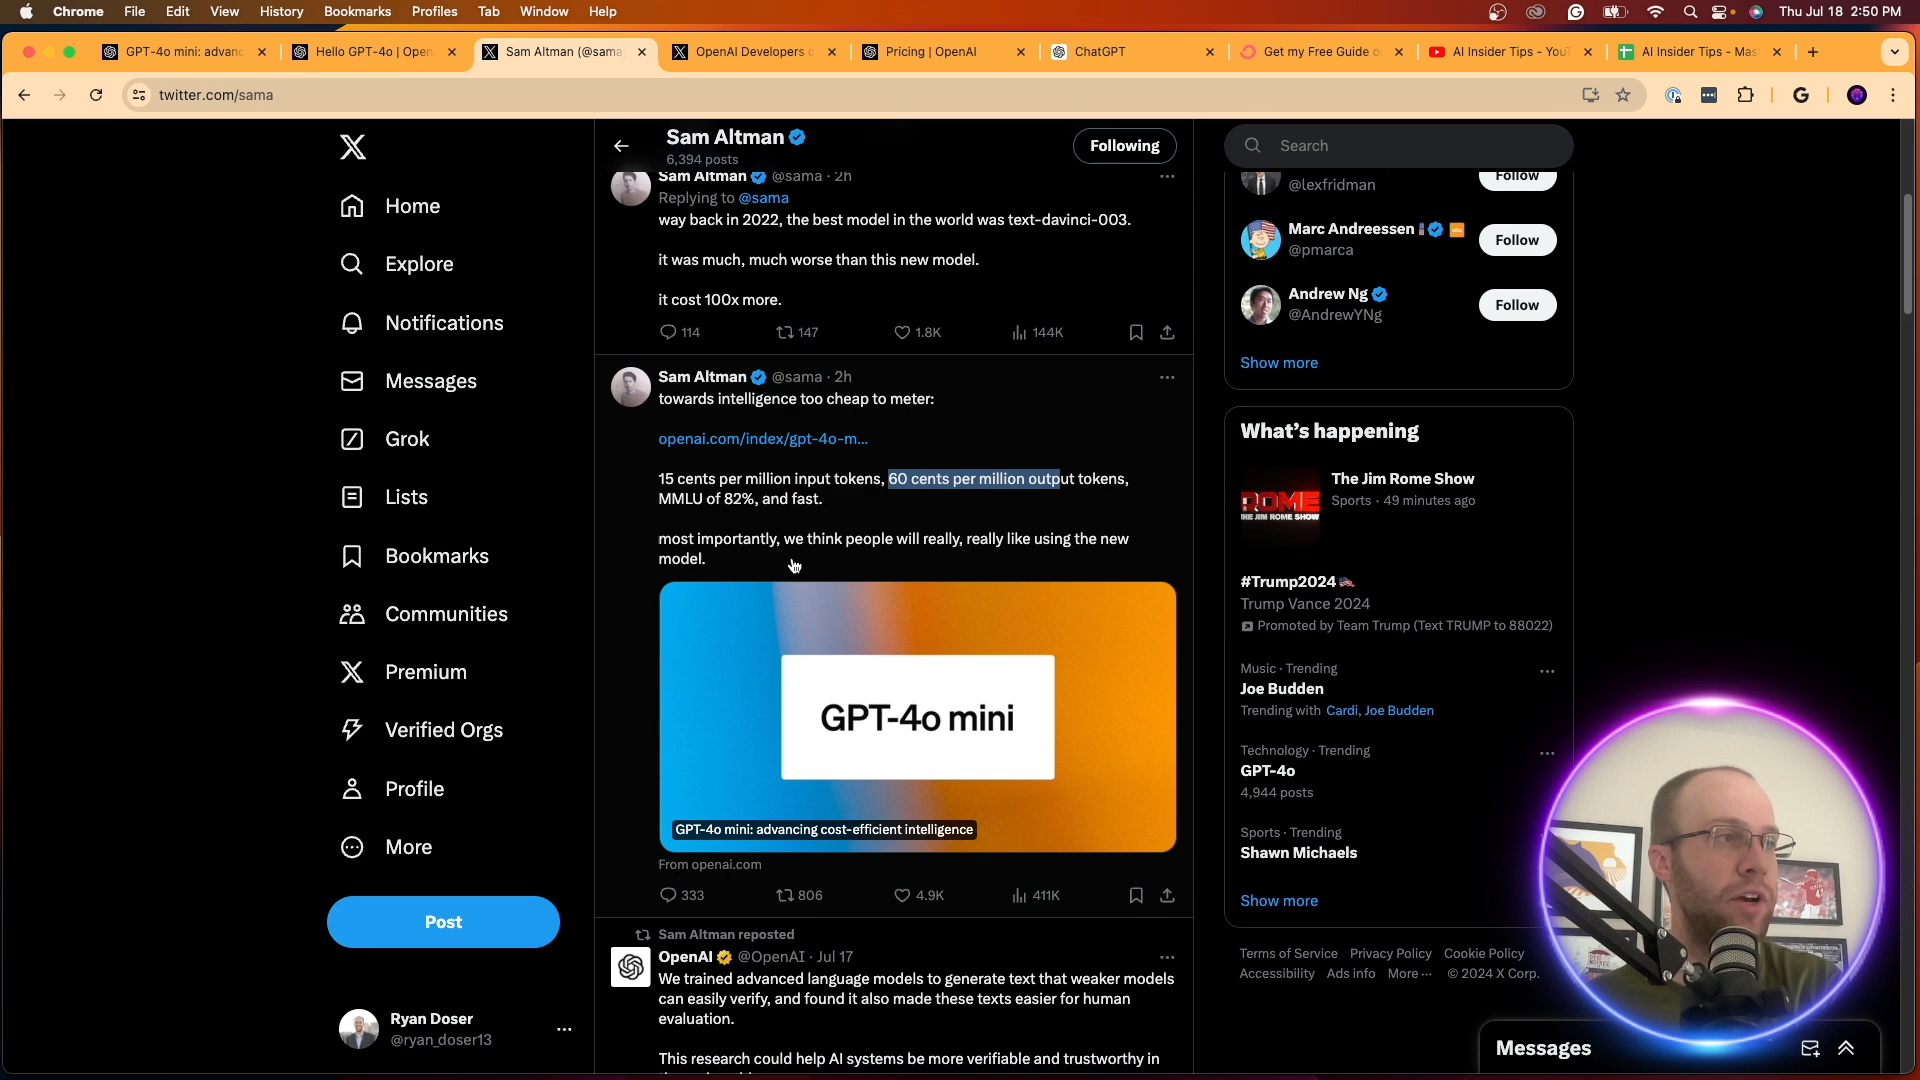 Chrome File Edit View History Bookmarks Profiles Tab Window Help
Thu Jul 18 2:50 PM
GPT-4o mini: advanc
Hello GPT-4o | Open
Sam Altman (@sama
OpenAI Developers o
Pricing | OpenAI
ChatGPT
Get my Free Guide o
AI Insider Tips - You
AI Insider Tips - Mas
twitter.com/sama
Home
Explore
Notifications
Messages
Grok
Lists
Bookmarks
Communities
Premium
Verified Orgs
Profile
More
Post
Ryan Doser
@ryan_doser13
Sam Altman
6,394 posts
Following
Sam Altman @sama · 2h
Replying to @sama
way back in 2022, the best model in the world was text-davinci-003.
it was much, much worse than this new model.
it cost 100x more.
114 147 1.8K 144K
Sam Altman @sama · 2h
towards intelligence too cheap to meter:
openai.com/index/gpt-4o-m...
15 cents per million input tokens, 60 cents per million output tokens,
MMLU of 82%, and fast.
most importantly, we think people will really, really like using the new
model.
GPT-4o mini
GPT-4o mini: advancing cost-efficient intelligence
From openai.com
333 806 4.9K 411K
Sam Altman reposted
OpenAI @OpenAI · Jul 17
We trained advanced language models to generate text that weaker models
can easily verify, and found it also made these texts easier for human
evaluation.
This research could help AI systems be more verifiable and trustworthy in
Search
@lexfridman
Follow
Marc Andreessen
@pmarca
Follow
Andrew Ng
@AndrewYNg
Follow
Show more
What's happening
ROME
THE JIM ROME SHOW
The Jim Rome Show
Sports · 49 minutes ago
#Trump2024
Trump Vance 2024
Promoted by Team Trump (Text TRUMP to 88022)
Music · Trending
Joe Budden
Trending with Cardi, Joe Budden
Technology · Trending
GPT-4o
4,944 posts
Sports · Trending
Shawn Michaels
Show more
Terms of Service Privacy Policy Cookie Policy
Accessibility Ads info More ··· © 2024 X Corp.
Messages